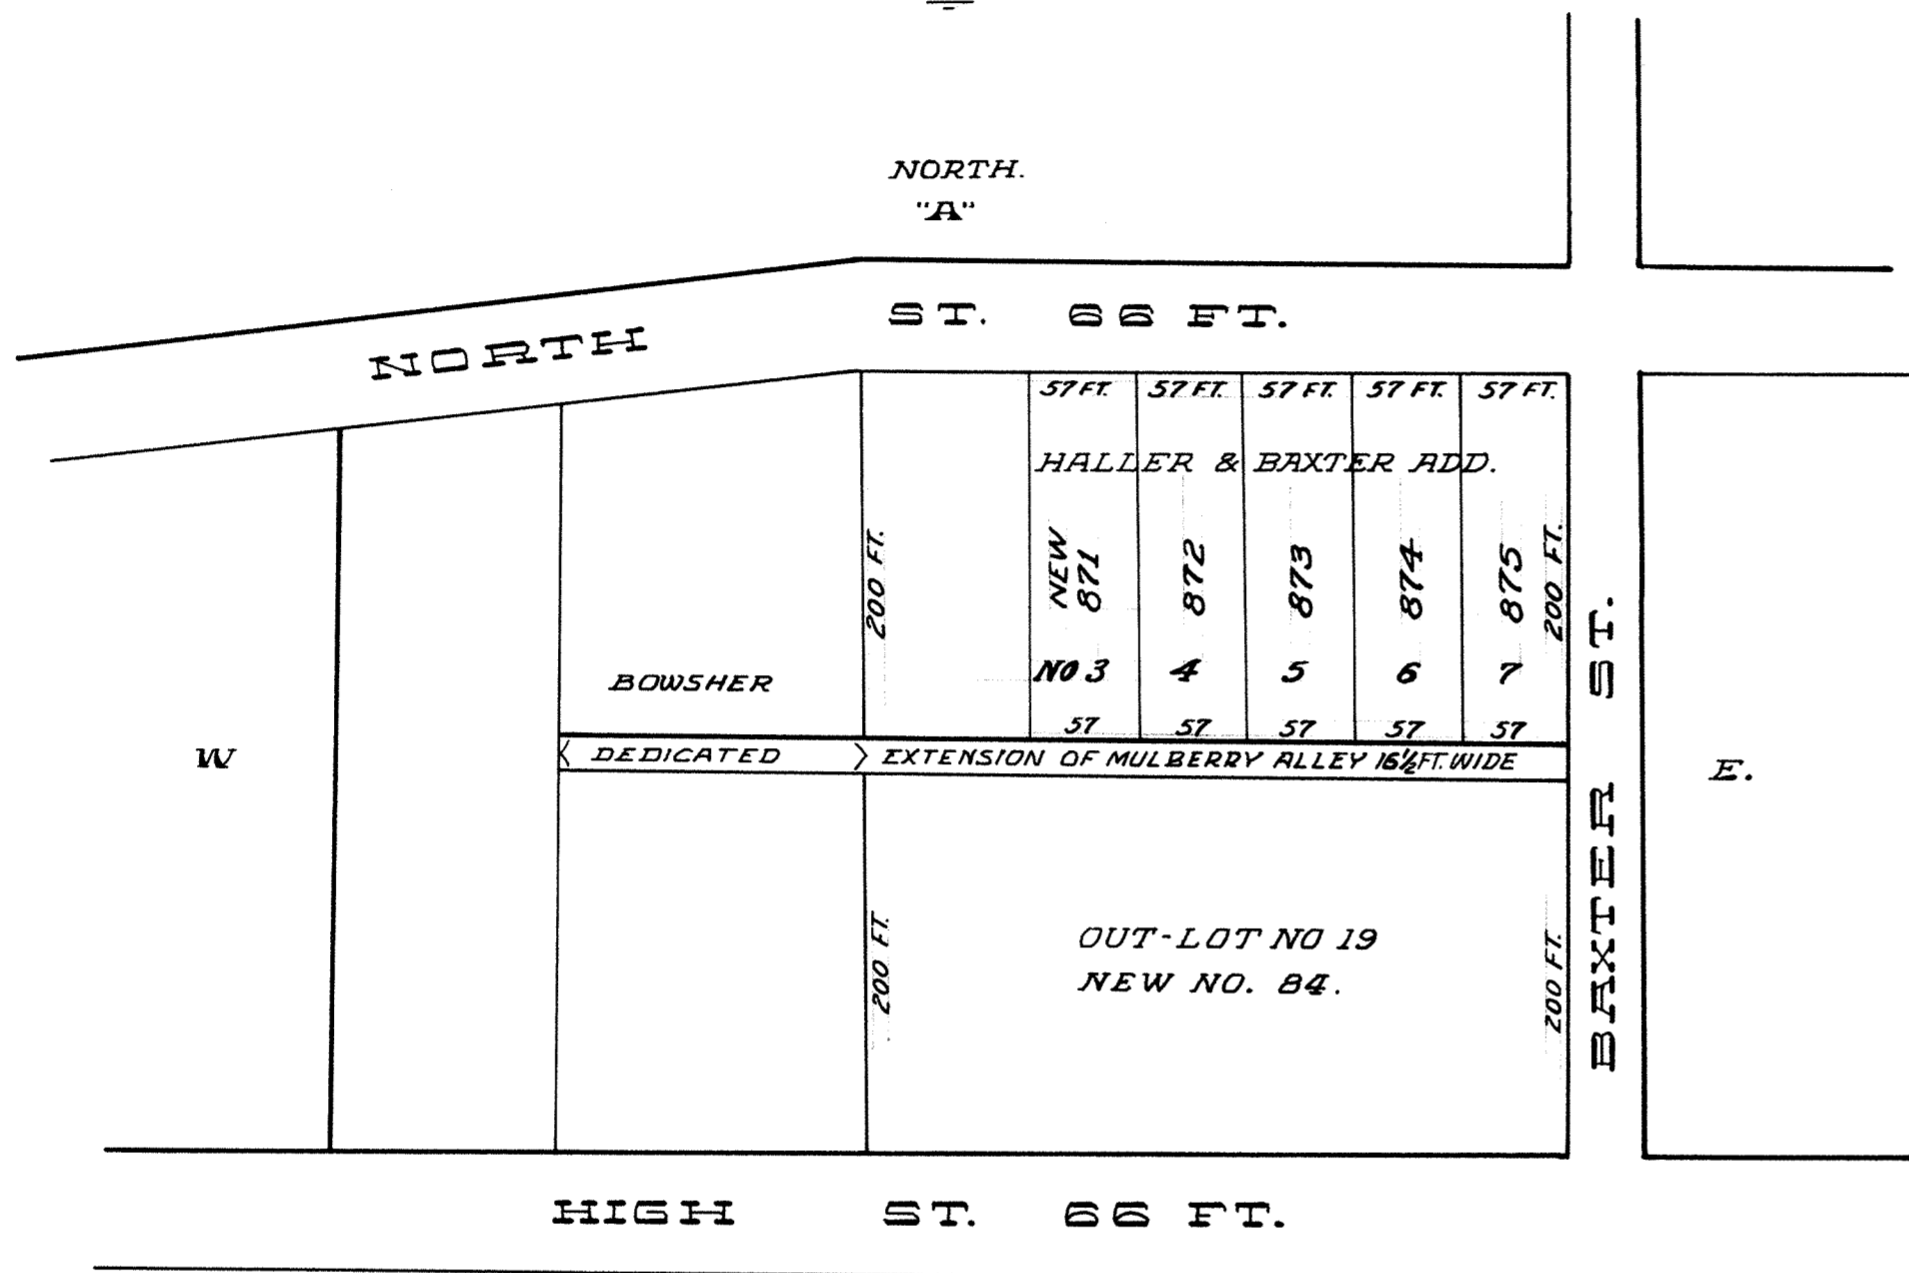 NORTH.
"A"
NORTH ST. 66 FT.
57 FT. 57 FT. 57 FT. 57 FT. 57 FT.
HALLER & BAXTER ADD.
200 FT.
NEW
871 872 873 874 875
200 FT.
NO 3 4 5 6 7
BOWSHER
57 57 57 57 57
W
DEDICATED
EXTENSION OF MULBERRY ALLEY 16½ FT. WIDE
E.
BAXTER ST.
200 FT.
OUT-LOT NO 19
NEW NO. 84.
200 FT.
HIGH ST. 66 FT.